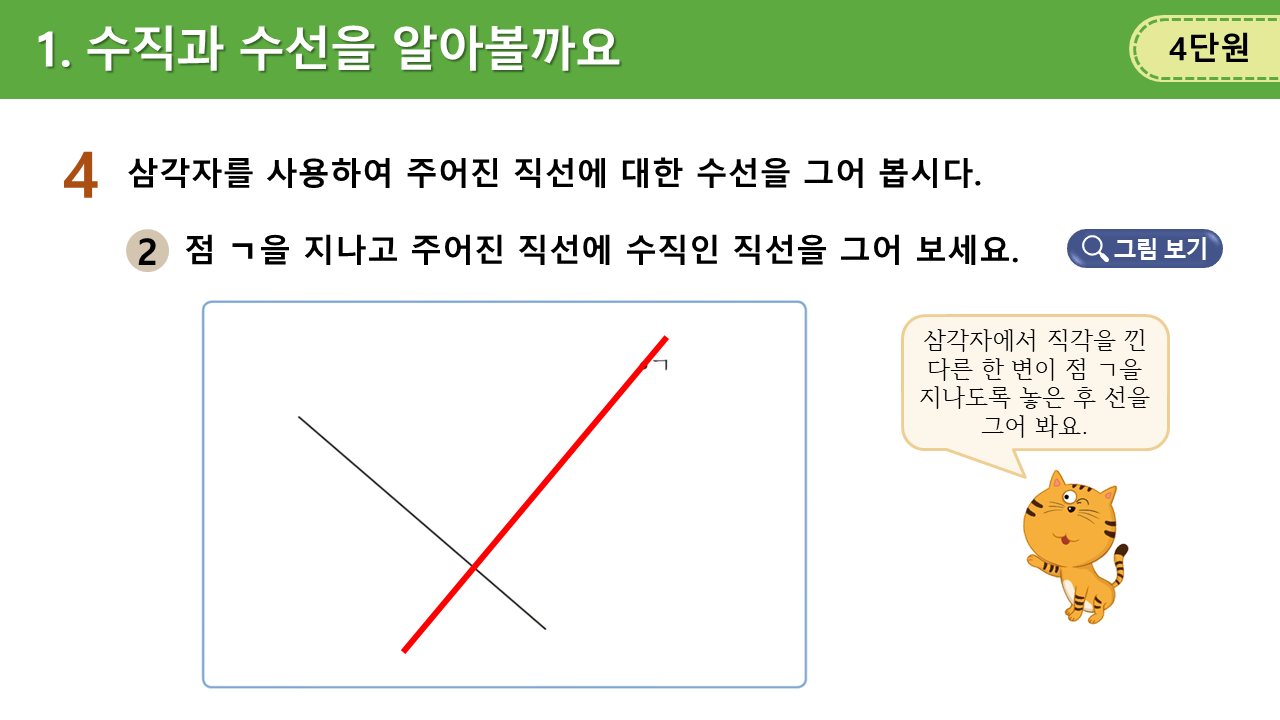 1. 수직과 수선을 알아볼까요
4단원
4 삼각자를 사용하여 주어진 직선에 대한 수선을 그어 봅시다.
2 점 ㄱ을 지나고 주어진 직선에 수직인 직선을 그어 보세요.
그림 보기
ㄱ
삼각자에서 직각을 낀
다른 한 변이 점 ㄱ을
지나도록 놓은 후 선을
그어 봐요.